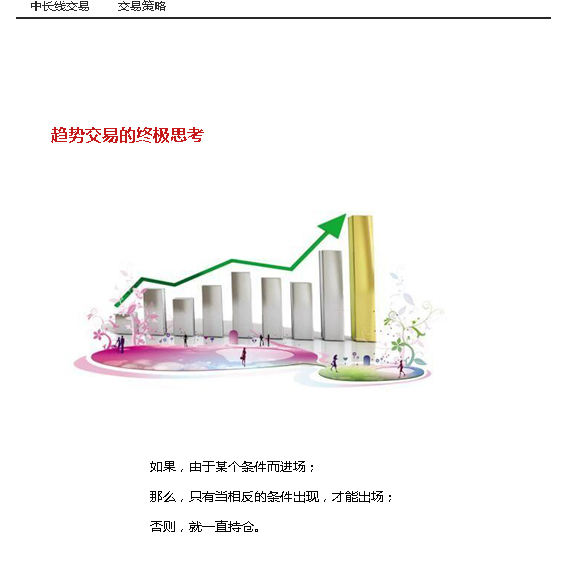 中长线交易 交易策略
趋势交易的终极思考
如果，由于某个条件而进场；
那么，只有当相反的条件出现，才能出场；
否则，就一直持仓。